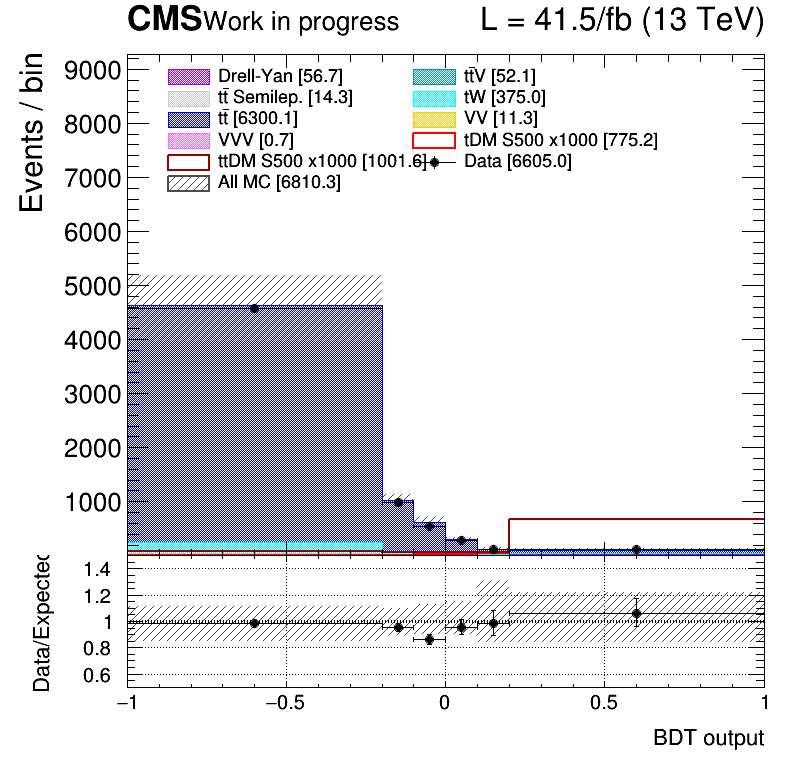 CMS Work in progress L = 41.5/fb (13 TeV)
Events / bin
Drell-Yan [56.7] tt̄V [52.1]
tt̄ Semilep. [14.3] tW [375.0]
tt̄ [6300.1] VV [11.3]
VVV [0.7] tDM S500 x1000 [775.2]
ttDM S500 x1000 [1001.6] Data [6605.0]
All MC [6810.3]
9000
8000
7000
6000
5000
4000
3000
2000
1000
Data/Expected
1.4
1.2
1
0.8
0.6
−1 −0.5 0 0.5 1
BDT output